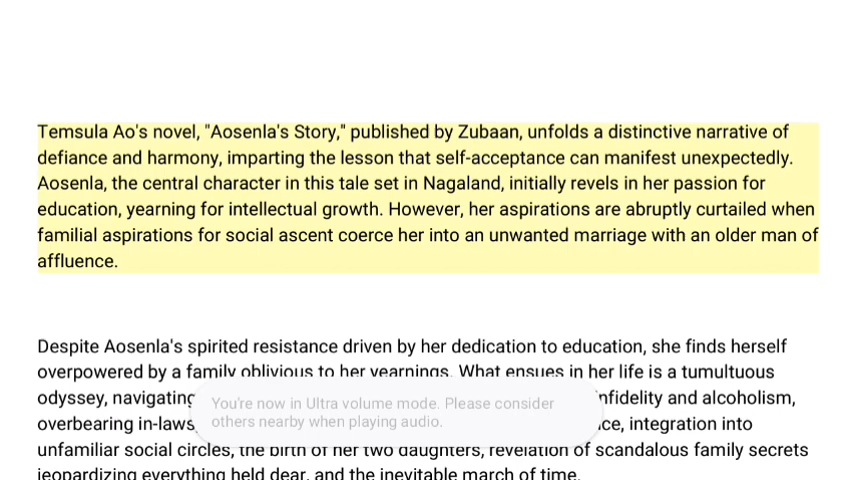 Temsula Ao's novel, "Aosenla's Story," published by Zubaan, unfolds a distinctive narrative of
defiance and harmony, imparting the lesson that self-acceptance can manifest unexpectedly.
Aosenla, the central character in this tale set in Nagaland, initially revels in her passion for
education, yearning for intellectual growth. However, her aspirations are abruptly curtailed when
familial aspirations for social ascent coerce her into an unwanted marriage with an older man of
affluence.
Despite Aosenla's spirited resistance driven by her dedication to education, she finds herself
overpowered by a family oblivious to her yearnings. What ensues in her life is a tumultuous
odyssey, navigating infidelity and alcoholism,
overbearing in-laws, integration into
unfamiliar social circles, the birth of her two daughters, revelation of scandalous family secrets
jeopardizing everything held dear, and the inevitable march of time.
You're now in Ultra volume mode. Please consider
others nearby when playing audio.